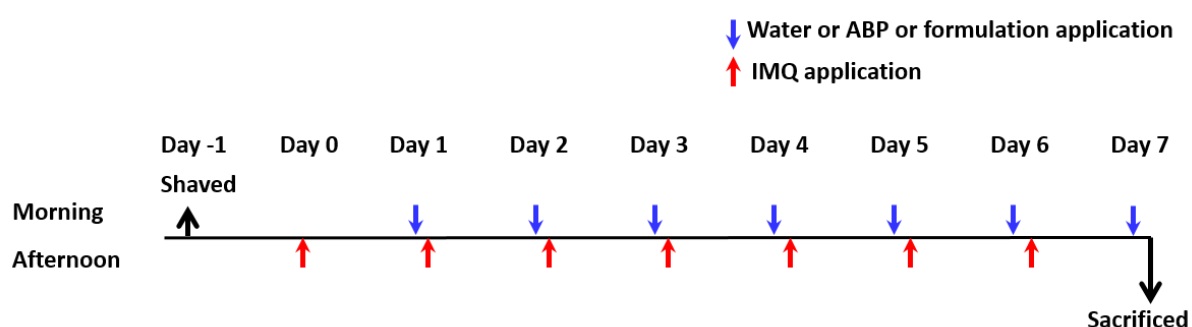 Water or ABP or formulation application
IMQ application
Day -1 Day 0 Day 1 Day 2 Day 3 Day 4 Day 5 Day 6 Day 7
Shaved
Morning
Afternoon
Sacrificed